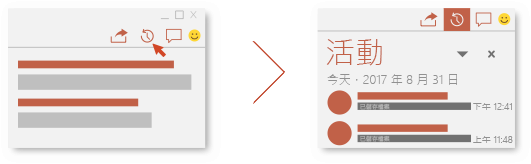 活動
今天・2017 年 8 月 31 日
已儲存檔案
下午 12:41
已儲存檔案
上午 11:48